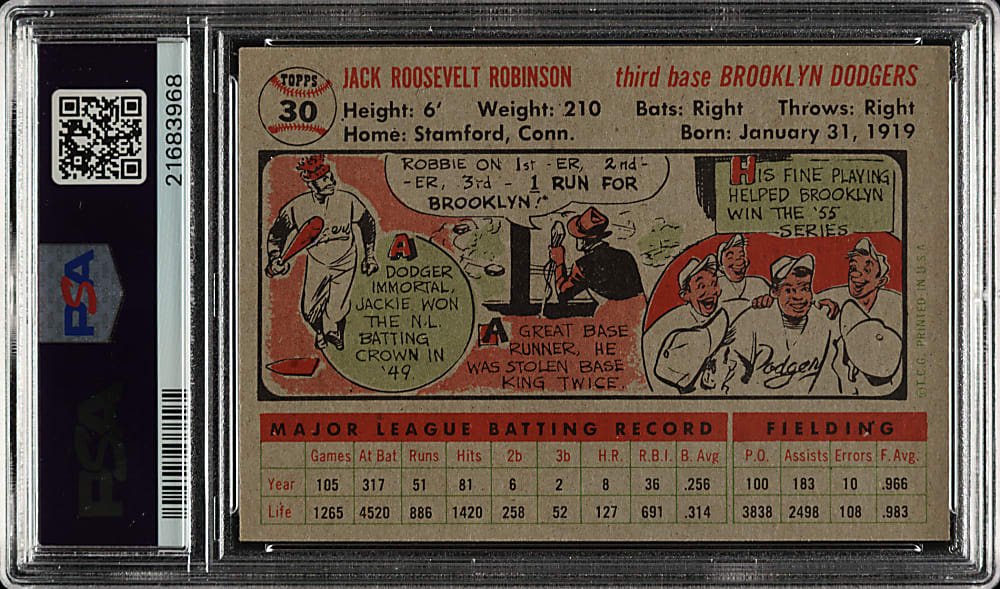 216839968
PSA
PSA
TOPPS
30
JACK ROOSEVELT ROBINSON third base BROOKLYN DODGERS
Height: 6' Weight: 210 Bats: Right Throws: Right
Home: Stamford, Conn. Born: January 31, 1919
ROBBIE ON 1st -ER, 2nd-
-ER, 3rd - 1 RUN FOR
BROOKLYN!"
A
DODGER
IMMORTAL,
JACKIE WON
THE N.L.
BATTING
CROWN IN
'49.
A GREAT BASE
RUNNER, HE
WAS STOLEN BASE
KING TWICE.
HIS FINE PLAYING
HELPED BROOKLYN
WIN THE '55
SERIES
Dodgers
©T.C.G. PRINTED IN U.S.A.
MAJOR LEAGUE BATTING RECORD FIELDING
Games At Bat Runs Hits 2b 3b H.R. R.B.I. B. Avg P.O. Assists Errors F. Avg.
Year 105 317 51 81 6 2 8 36 .256 100 183 10 .966
Life 1265 4520 886 1420 258 52 127 691 .314 3838 2498 108 .983